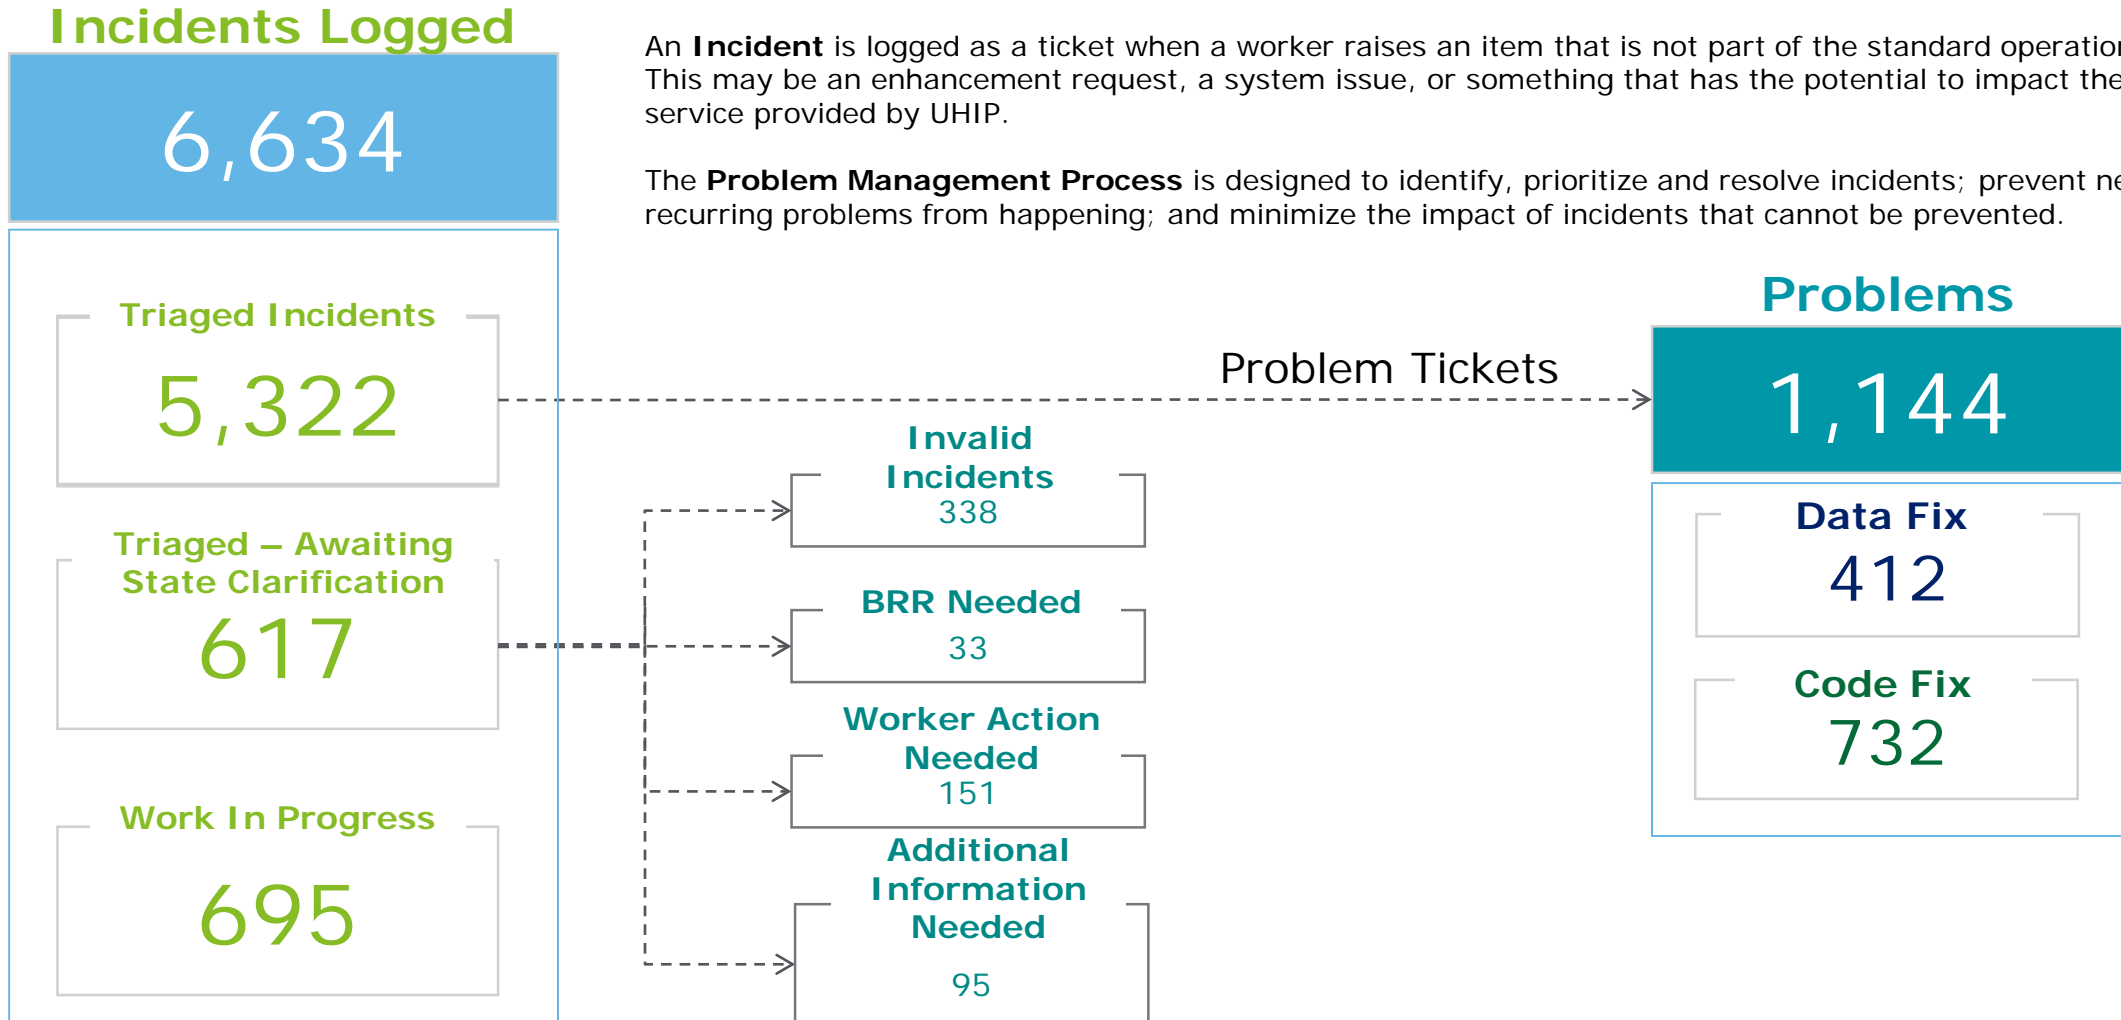 Incidents Logged
6,634
An Incident is logged as a ticket when a worker raises an item that is not part of the standard
This may be an enhancement request, a system issue, or something that has the potential to impact the
service provided by UHIP.
The Problem Management Process is designed to identify, prioritize and resolve incidents; prevent
recurring problems from happening; and minimize the impact of incidents that cannot be prevented.
Triaged Incidents
5,322
Triaged – Awaiting
State Clarification
617
Work In Progress
695
Problem Tickets
Invalid
Incidents
338
BRR Needed
33
Worker Action
Needed
151
Additional
Information
Needed
95
Problems
1,144
Data Fix
412
Code Fix
732